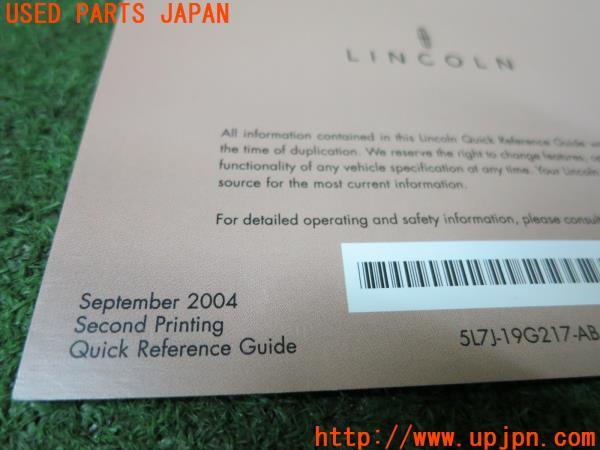 USED PARTS JAPAN
LINCOLN
All information contained in this Lincoln Quick Reference Guide
the time of duplication. We reserve the right to change features,
functionality of any vehicle specification at any time. Your Lincoln
source for the most current information.
For detailed operating and safety information, please consult
September 2004
Second Printing
Quick Reference Guide
5L7J-19G217-AB
http://www.upjpn.com